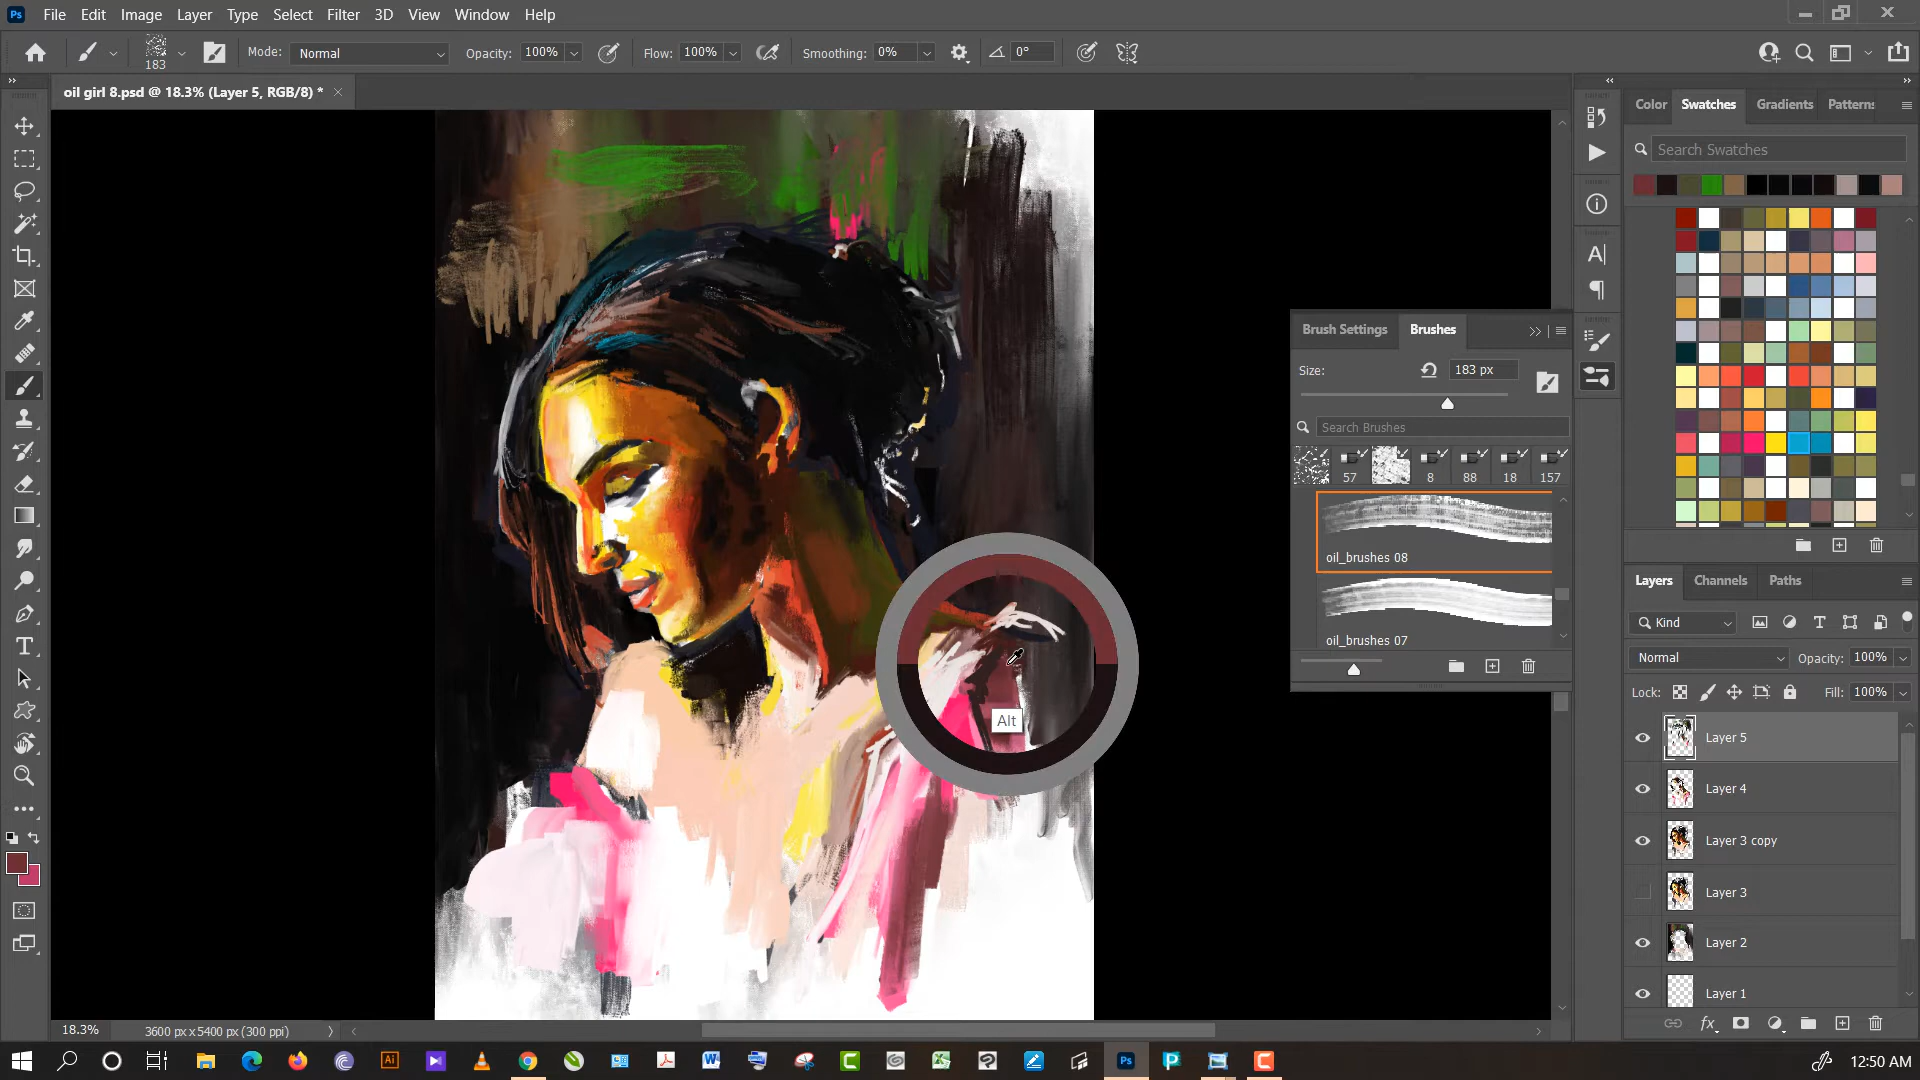 Ps File Edit Image Layer Type Select Filter 3D View Window Help
183 Mode: Normal Opacity: 100% Flow: 100% Smoothing: 0% 0°
oil girl 8.psd @ 18.3% (Layer 5, RGB/8) *
Color Swatches Gradients Patterns
Search Swatches
Brush Settings Brushes
Size: 183 px
Search Brushes
57 8 88 18 157
oil_brushes 08
oil_brushes 07
Alt
Layers Channels Paths
Kind
Normal Opacity: 100%
Lock: Fill: 100%
Layer 5
Layer 4
Layer 3 copy
Layer 3
Layer 2
Layer 1
fx
18.3% 3600 px x 5400 px (300 ppi)
Ai Ps
12:50 AM